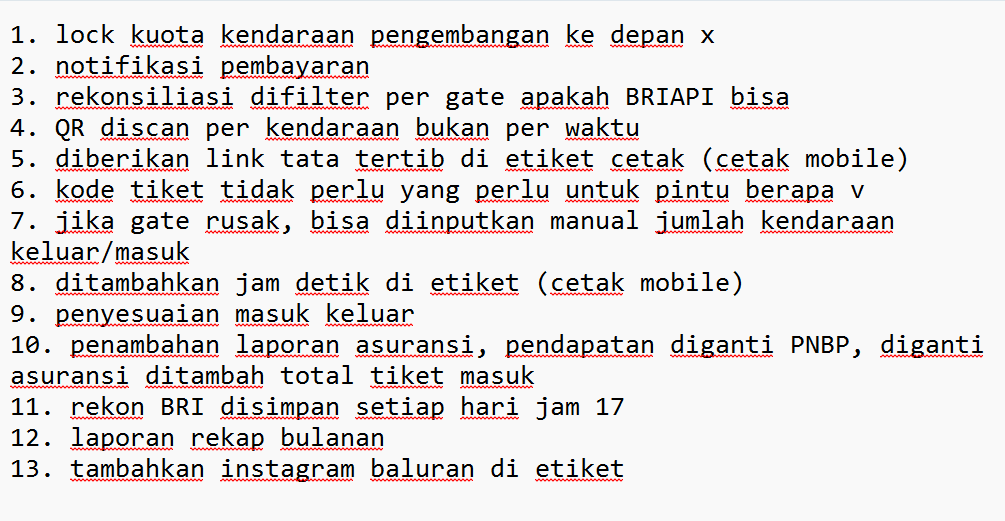 1. lock kuota kendaraan pengembangan ke depan x
2. notifikasi pembayaran
3. rekonsiliasi difilter per gate apakah BRIAPI bisa
4. QR discan per kendaraan bukan per waktu
5. diberikan link tata tertib di etiket cetak (cetak mobile)
6. kode tiket tidak perlu yang perlu untuk pintu berapa v
7. jika gate rusak, bisa diinputkan manual jumlah kendaraan
keluar/masuk
8. ditambahkan jam detik di etiket (cetak mobile)
9. penyesuaian masuk keluar
10. penambahan laporan asuransi, pendapatan diganti PNBP, diganti
asuransi ditambah total tiket masuk
11. rekon BRI disimpan setiap hari jam 17
12. laporan rekap bulanan
13. tambahkan instagram baluran di etiket